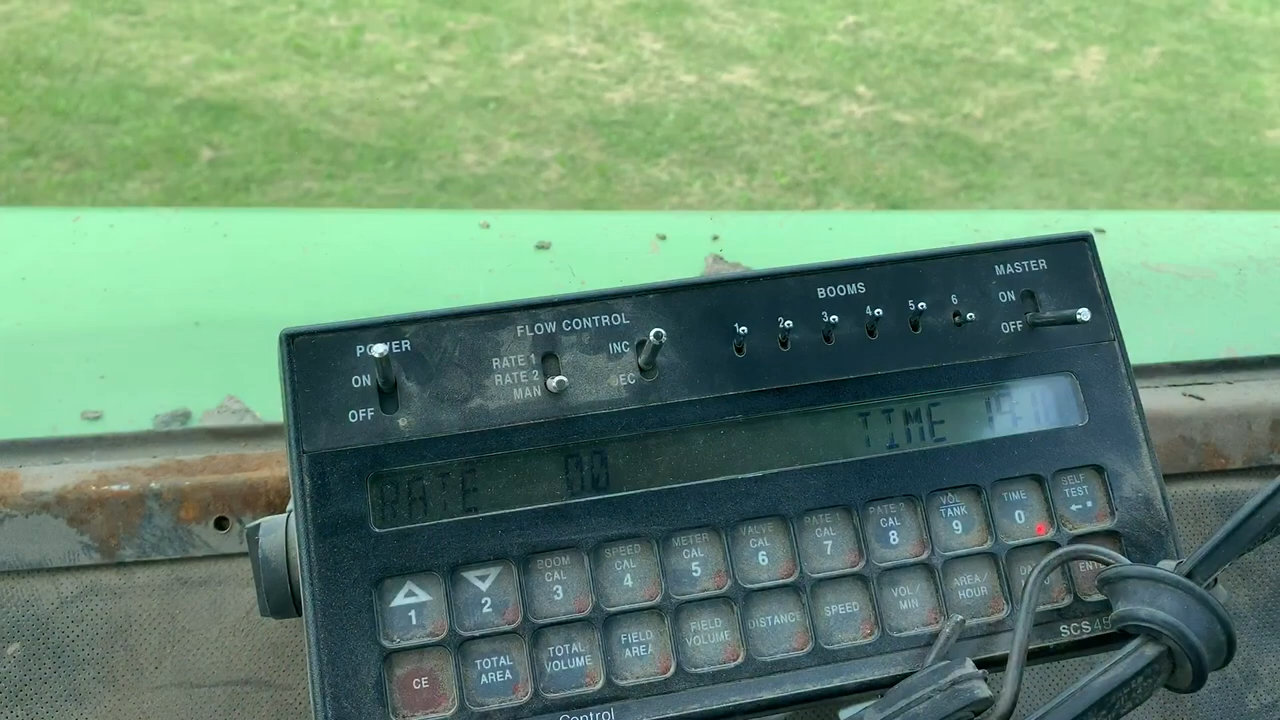 MASTER
BOOMS
ON
FLOW CONTROL
1 2 3 4 5 6
OFF
POWER
RATE 1
INC
ON
RATE 2
MAN
OFF
TIME
RATE 00
SELF TEST
TIME 0
VOL TANK 9
RATE 2 CAL 8
RATE 1 CAL 7
VALVE CAL 6
METER CAL 5
SPEED CAL 4
BOOM CAL 3
2
1
AREA/ HOUR
VOL/ MIN
SPEED
DISTANCE
FIELD VOLUME
FIELD AREA
TOTAL VOLUME
TOTAL AREA
CE
Control